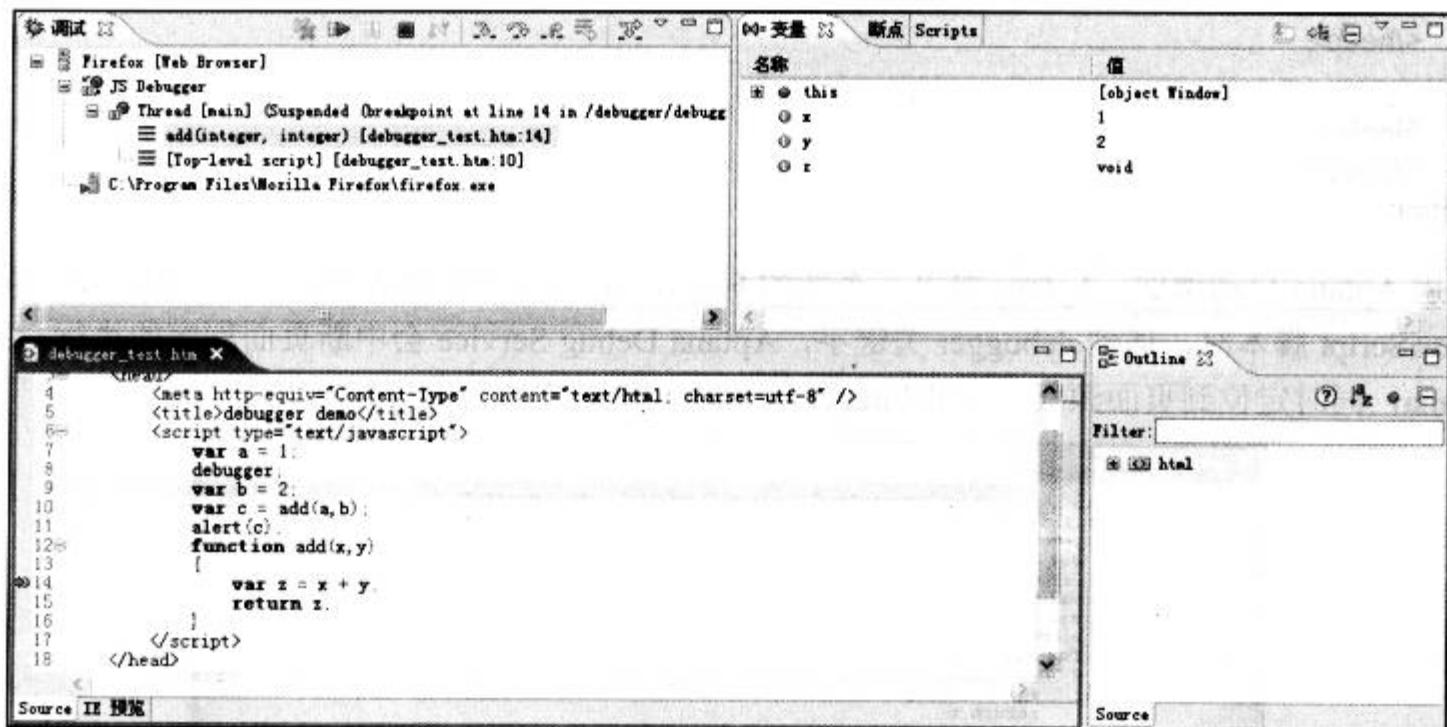 调试
Firefox [Web Browser]
JS Debugger
Thread [main] (Suspended (breakpoint at line 14 in /debugger/debugg
add(integer, integer) [debugger_test.htm:14]
[Top-level script] [debugger_test.htm:10]
C:\Program Files\Mozilla Firefox\firefox.exe
(x)= 变量 断点 Scripts
名称 值
this [object Window]
x 1
y 2
z void
debugger_test.htm
3 <head>
4 <meta http-equiv="Content-Type" content="text/html; charset=utf-8" />
5 <title>debugger demo</title>
6 <script type="text/javascript">
7 var a = 1;
8 debugger;
9 var b = 2;
10 var c = add(a,b);
11 alert(c);
12 function add(x,y)
13 {
14 var z = x + y;
15 return z;
16 }
17 </script>
18 </head>
Source IE 预览
Outline
Filter:
html
Source